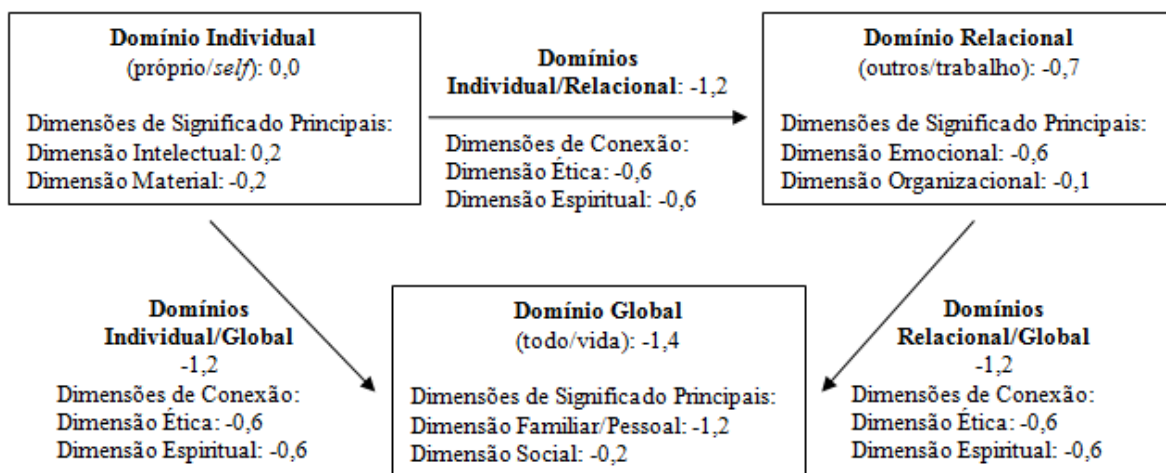 Domínio Individual
(próprio/self): 0,0
Dimensões de Significado Principais:
Dimensão Intelectual: 0,2
Dimensão Material: -0,2
Domínios
Individual/Relacional: -1,2
Dimensões de Conexão:
Dimensão Ética: -0,6
Dimensão Espiritual: -0,6
Domínio Relacional
(outros/trabalho): -0,7
Dimensões de Significado Principais:
Dimensão Emocional: -0,6
Dimensão Organizacional: -0,1
Domínios
Individual/Global
-1,2
Dimensões de Conexão:
Dimensão Ética: -0,6
Dimensão Espiritual: -0,6
Domínio Global
(todo/vida): -1,4
Dimensões de Significado Principais:
Dimensão Familiar/Pessoal: -1,2
Dimensão Social: -0,2
Domínios
Relacional/Global
-1,2
Dimensões de Conexão:
Dimensão Ética: -0,6
Dimensão Espiritual: -0,6